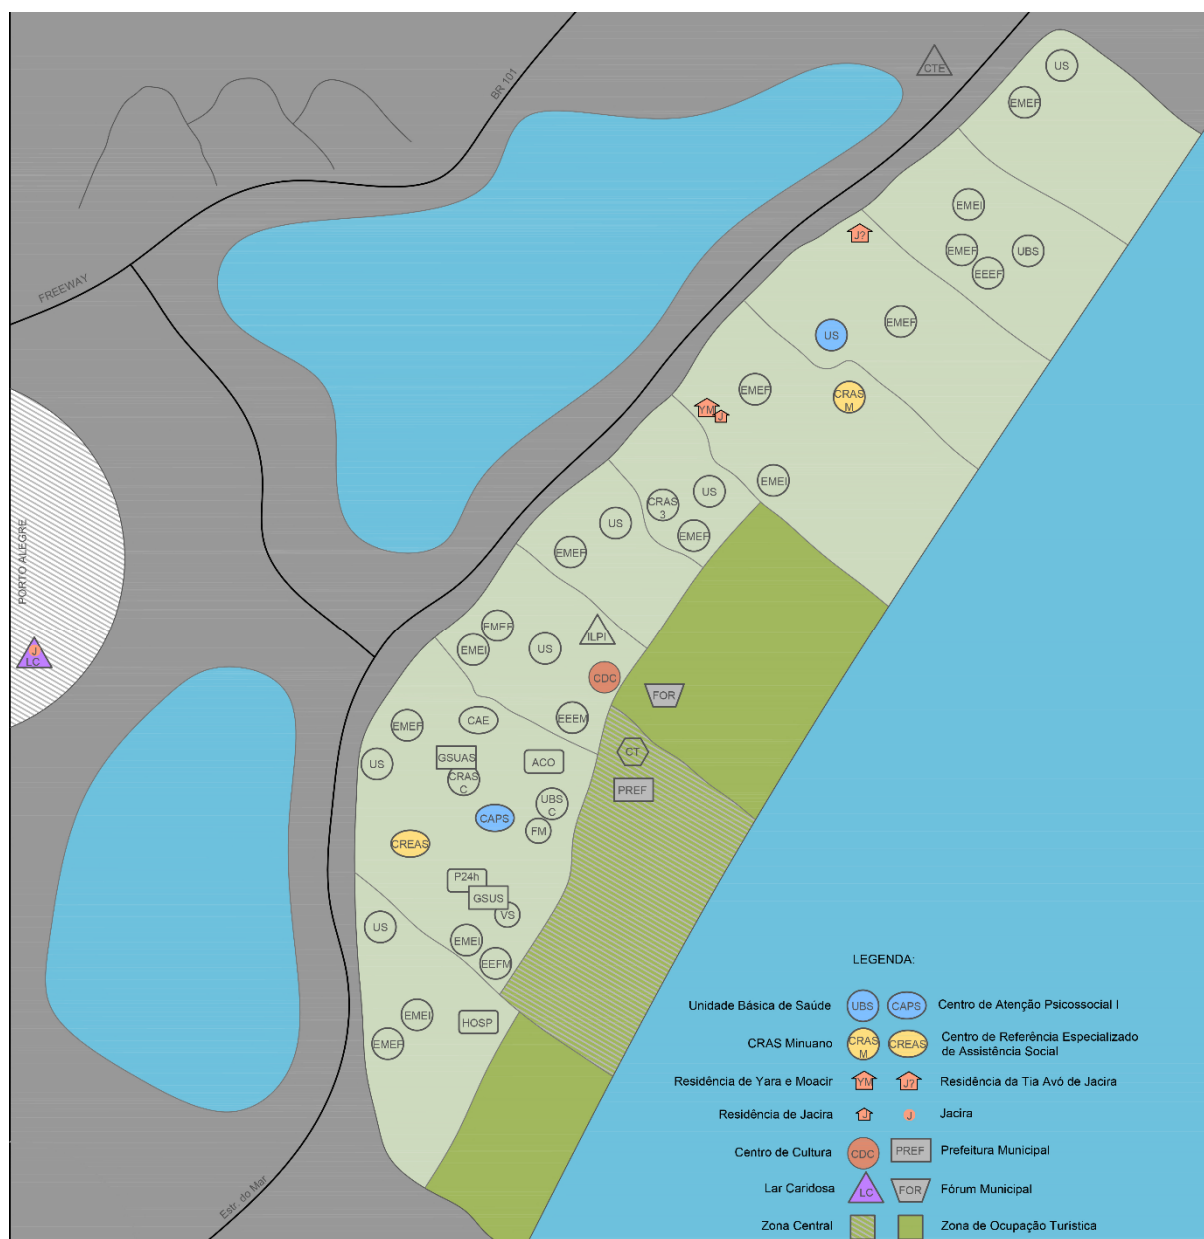 CTE
US
EMEF
BR 101
EMEI
J?
EMEF
UBS
EEEF
FREEWAY
EMEF
US
EMEF
CRAS
M
YM
J
EMEI
US
CRAS
3
US
EMEF
EMEF
PORTO ALEGRE
EMEF
ILPI
EMEI
US
J
LC
CDC
FOR
EEEM
CAE
EMEF
CT
GSUAS
ACO
US
CRAS
C
PREF
UBS
C
CAPS
FM
CREAS
P24h
GSUS
VS
US
EMEI
EEFM
EMEI
HOSP
EMEF
Estr. do Mar
LEGENDA:
Unidade Básica de Saúde UBS CAPS Centro de Atenção Psicossocial I
CRAS Minuano CRAS M CREAS Centro de Referência Especializado
de Assistência Social
Residência de Yara e Moacir YM J? Residência da Tia Avó de Jacira
Residência de Jacira J J Jacira
Centro de Cultura CDC PREF Prefeitura Municipal
Lar Caridosa LC FOR Fórum Municipal
Zona Central Zona de Ocupação Turística